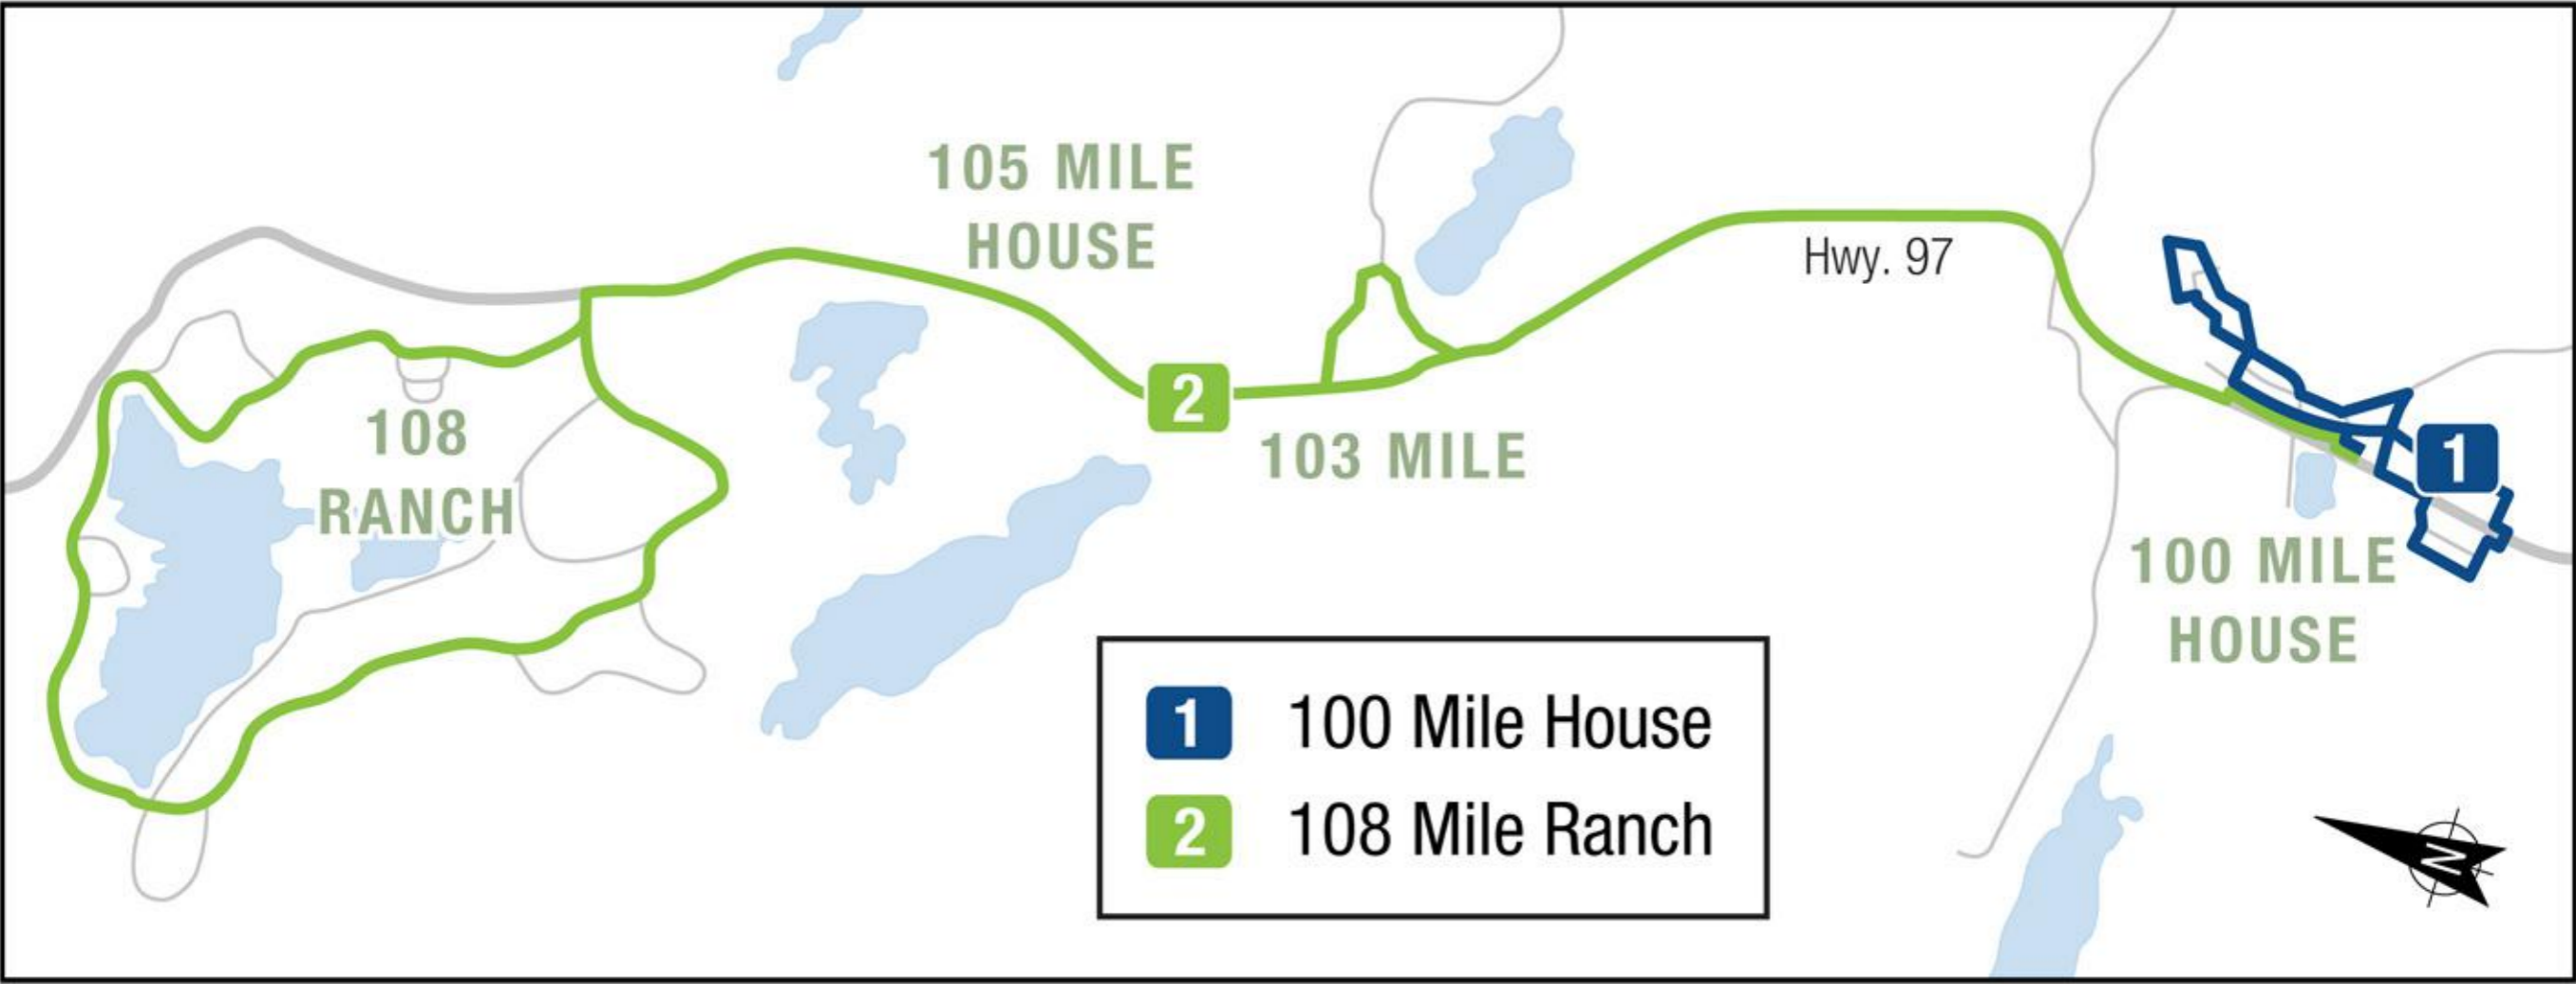 105 MILE
HOUSE
Hwy. 97
2
108
RANCH
103 MILE
1
100 MILE
HOUSE
1 100 Mile House
2 108 Mile Ranch
N